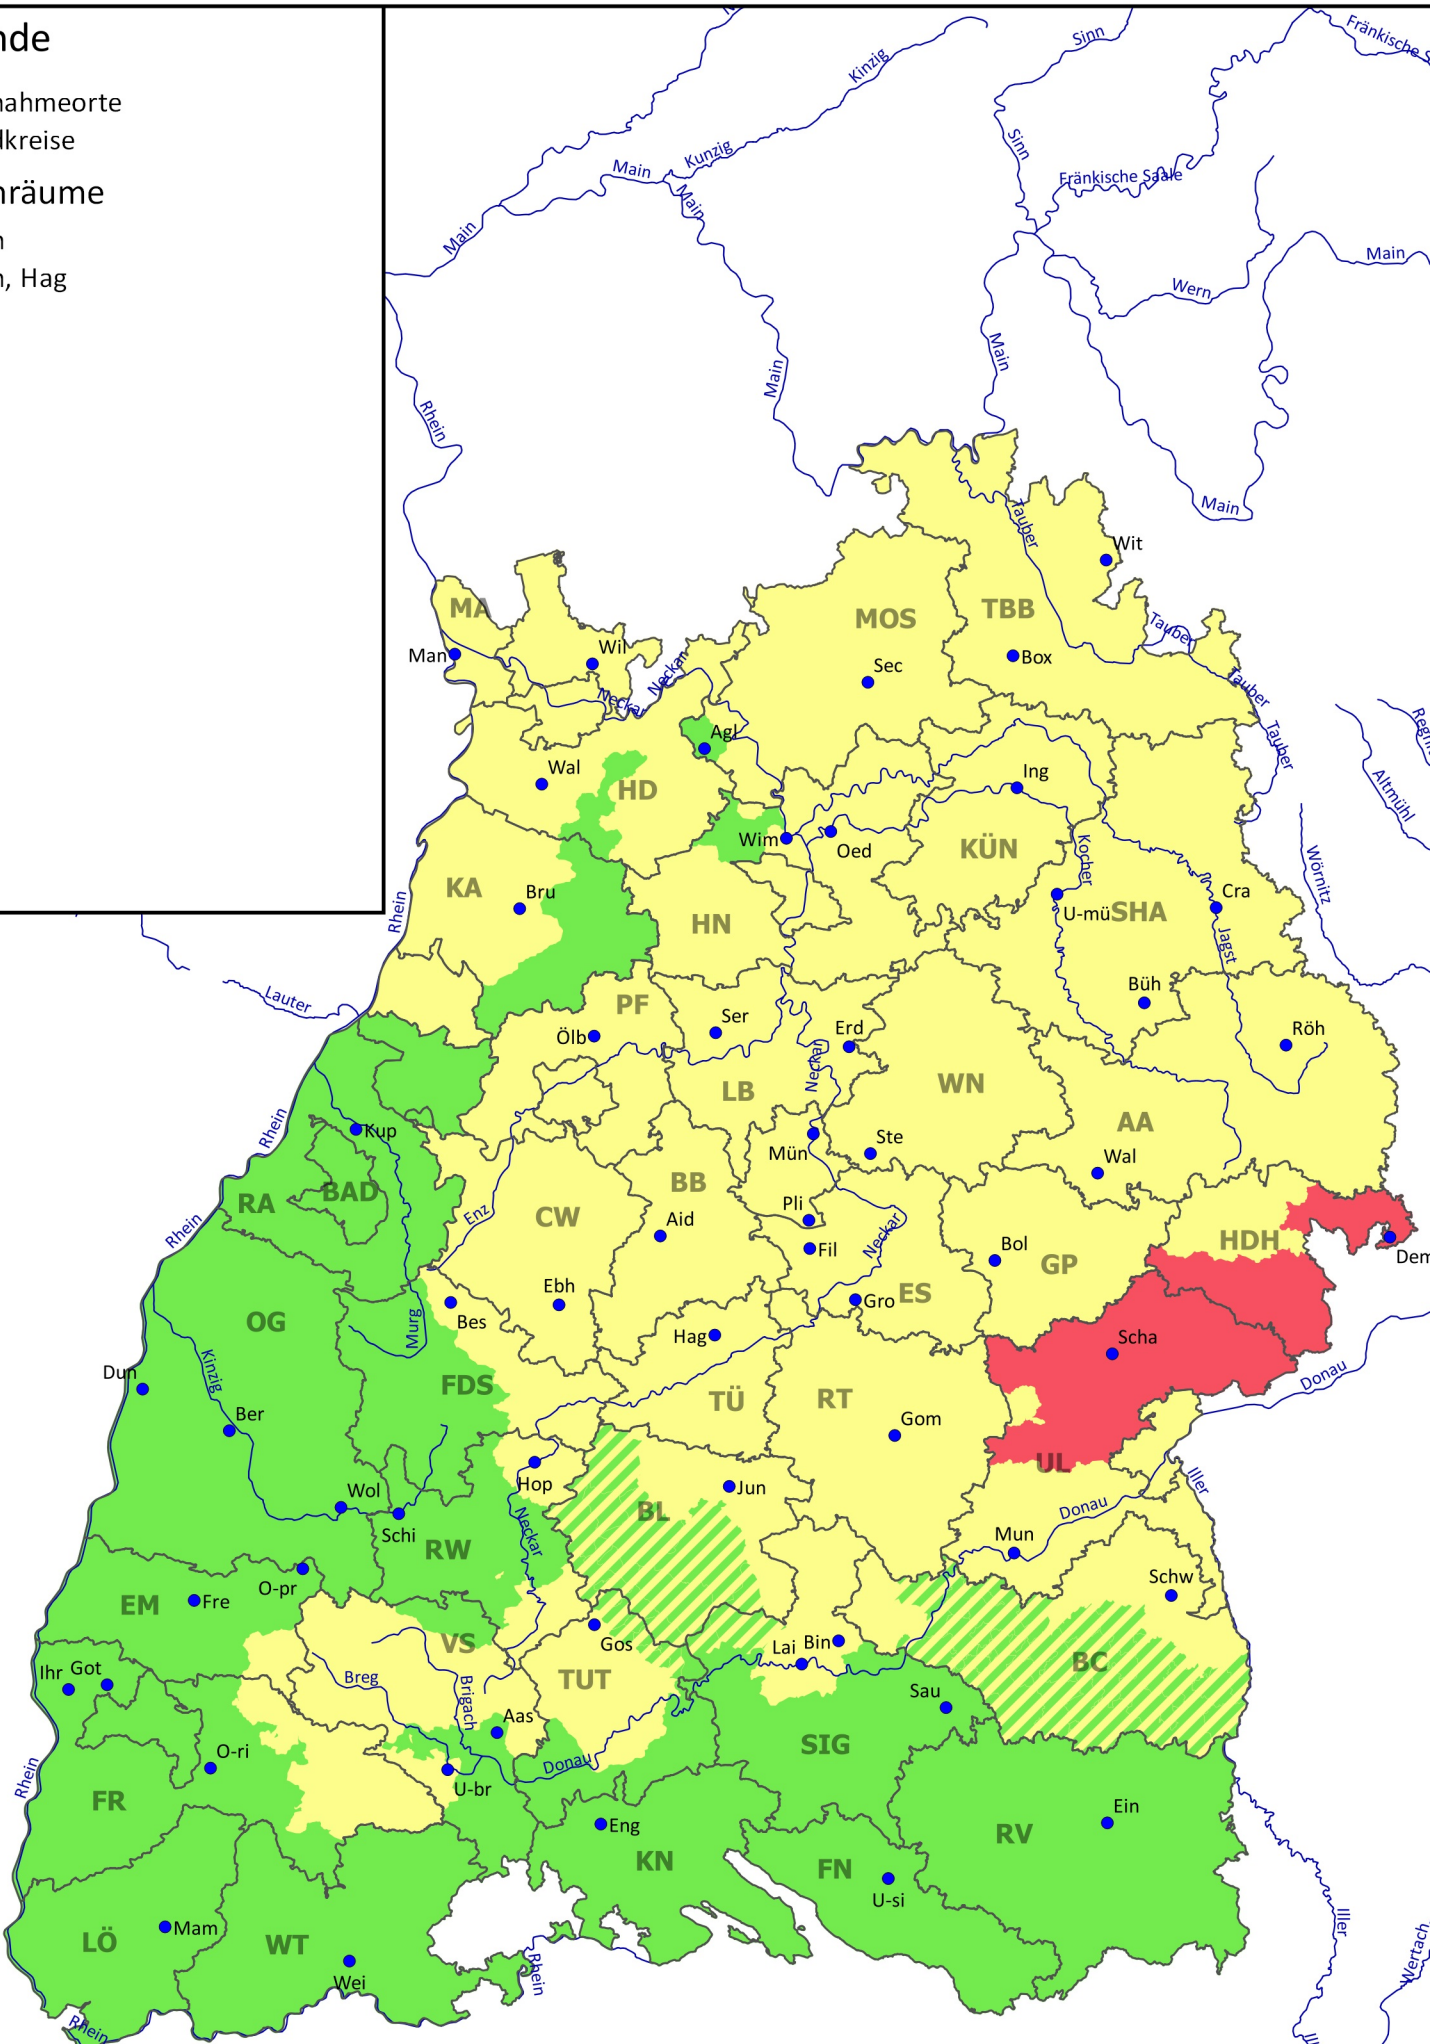 nde
nahmeorte
dkreise
nräume
n
n, Hag
Kinzig
Sinn
Fränkische S
Sinn
Main
Kunzig
Main
Fränkische Saale
Main
Main
Wern
Main
Main
Rhein
Main
Tauber
Wit
MA
MOS
TBB
Tauber
Man
Wil
Neckar
Sec
Box
Neckar
Tauber
Agl
Tauber
Regni
Wal
HD
Ing
Altmühl
Wim
Oed
KÜN
Kocher
Wörnitz
KA
Bru
Rhein
HN
U-mü
SHA
Cra
Jagst
Lauter
PF
Büh
Ölb
Ser
Erd
Röh
Neckar
LB
WN
Rhein
Kup
AA
Mün
Ste
Wal
RA
BAD
BB
Enz
CW
Aid
Pli
Rhein
Fil
Neckar
Bol
GP
HDH
Dem
Ebh
Gro
ES
OG
Murg
Bes
Hag
Scha
Dun
Kinzig
FDS
TÜ
RT
Donau
Ber
Gom
UL
Hop
Jun
Iller
Wol
BL
Donau
Schi
Neckar
Mun
RW
O-pr
Schw
EM
Fre
VS
Gos
Lai
Bin
BC
Ihr
Got
Breg
Brigach
TUT
Sau
Aas
O-ri
SIG
Rhein
Donau
U-br
FR
Eng
Ein
RV
KN
FN
U-si
Mam
LÖ
WT
Iller
Wertach
Wei
Rhein
Rhein